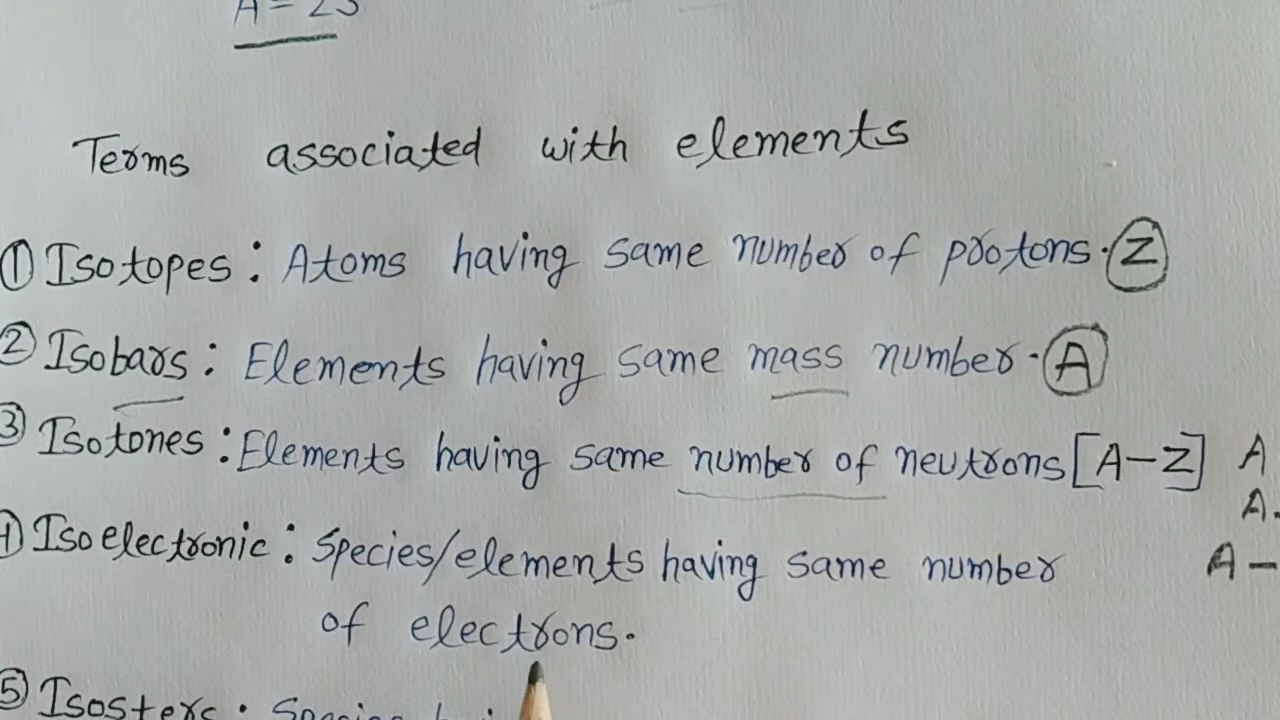 A = 23
Terms associated with elements
① Isotopes : Atoms having same number of protons. Z
② Isobars : Elements having same mass number. A
③ Isotones : Elements having same number of neutrons [A-Z] A
A.
④ Isoelectronic : Species/elements having same number A -
of electrons.
⑤ Isosters : Species